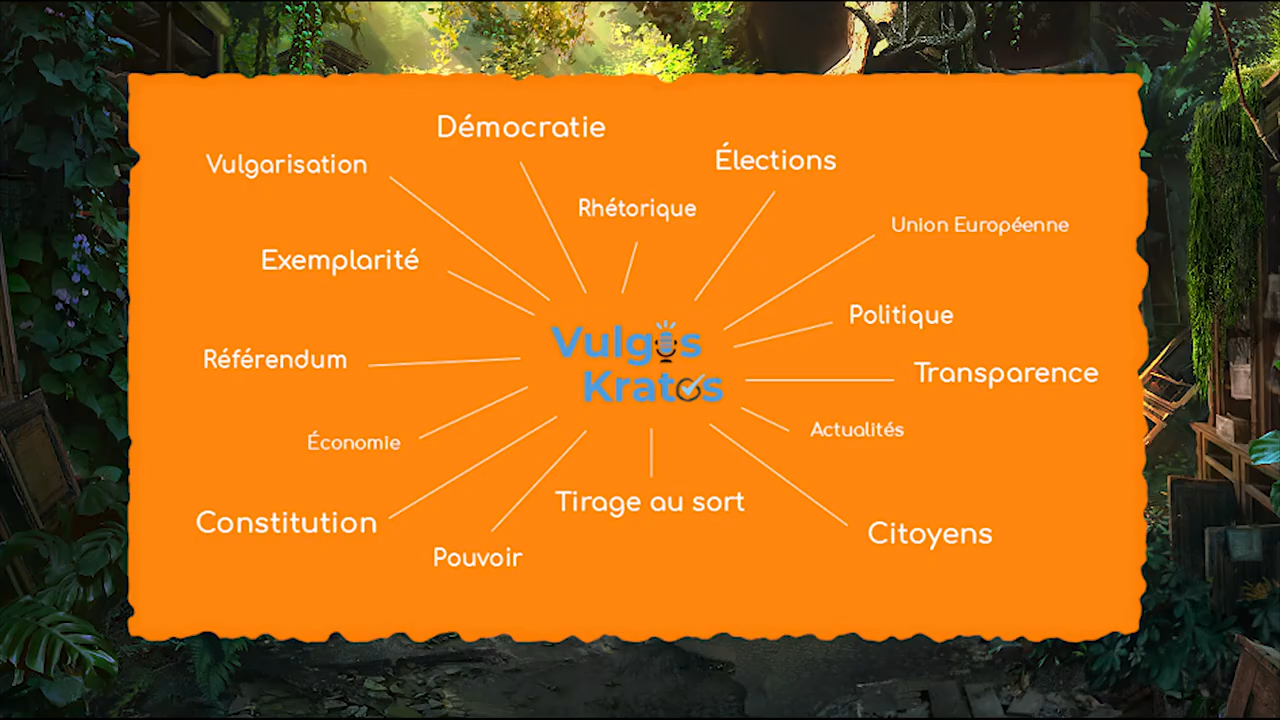 Démocratie
Élections
Vulgarisation
Rhétorique
Union Européenne
Exemplarité
Politique
Vulgos
Kratos
Référendum
Transparence
Actualités
Économie
Tirage au sort
Constitution
Citoyens
Pouvoir